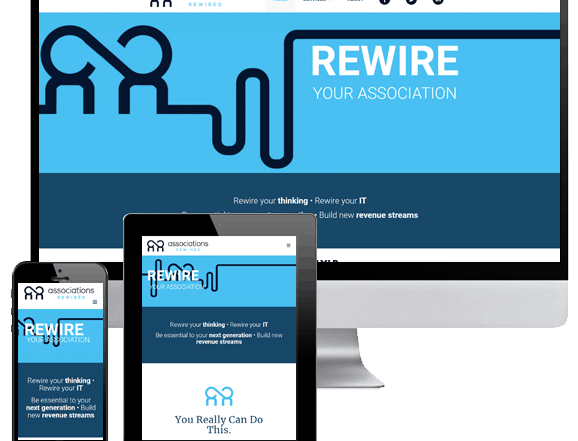 REWIRED
SERVICES
ABOUT
REWIRE
YOUR ASSOCIATION
Rewire your thinking • Rewire your IT
• Build new revenue streams
associations
REWIRED
REWIRE
YOUR ASSOCIATION
Rewire your thinking • Rewire your IT
Be essential to your next generation • Build new
revenue streams
You Really Can Do
This.
associations
REWIRED
REWIRE
YOUR ASSOCIATION
Rewire your thinking •
Rewire your IT
Be essential to your
next generation • Build
new revenue streams